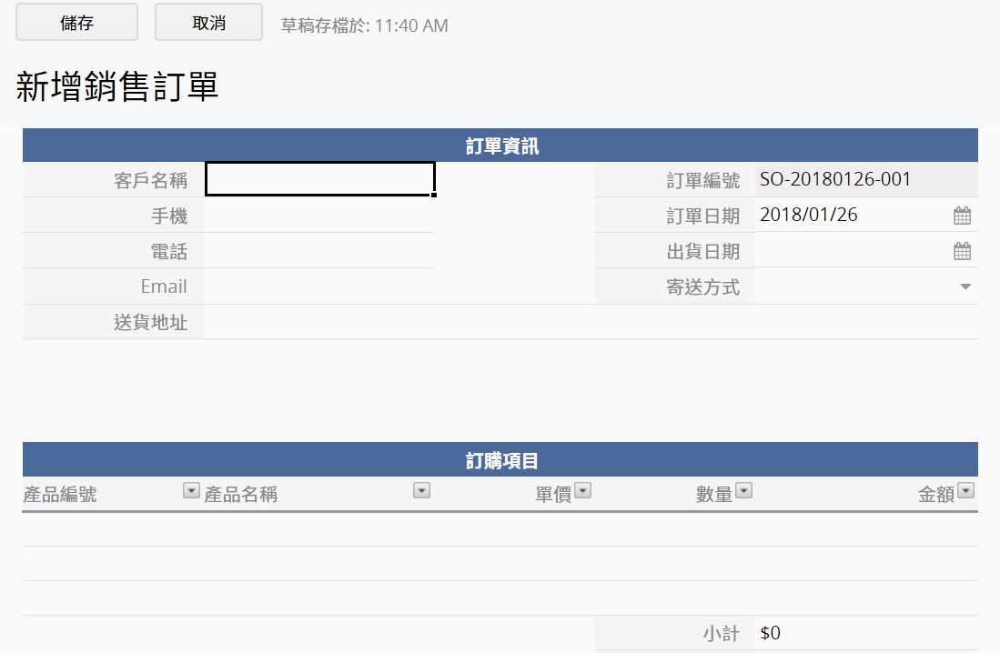 儲存 取消 草稿存檔於: 11:40 AM
新增銷售訂單
訂單資訊
客戶名稱 訂單編號 SO-20180126-001
手機 訂單日期 2018/01/26
電話 出貨日期
Email 寄送方式
送貨地址
訂購項目
產品編號 產品名稱 單價 數量 金額
小計 $0